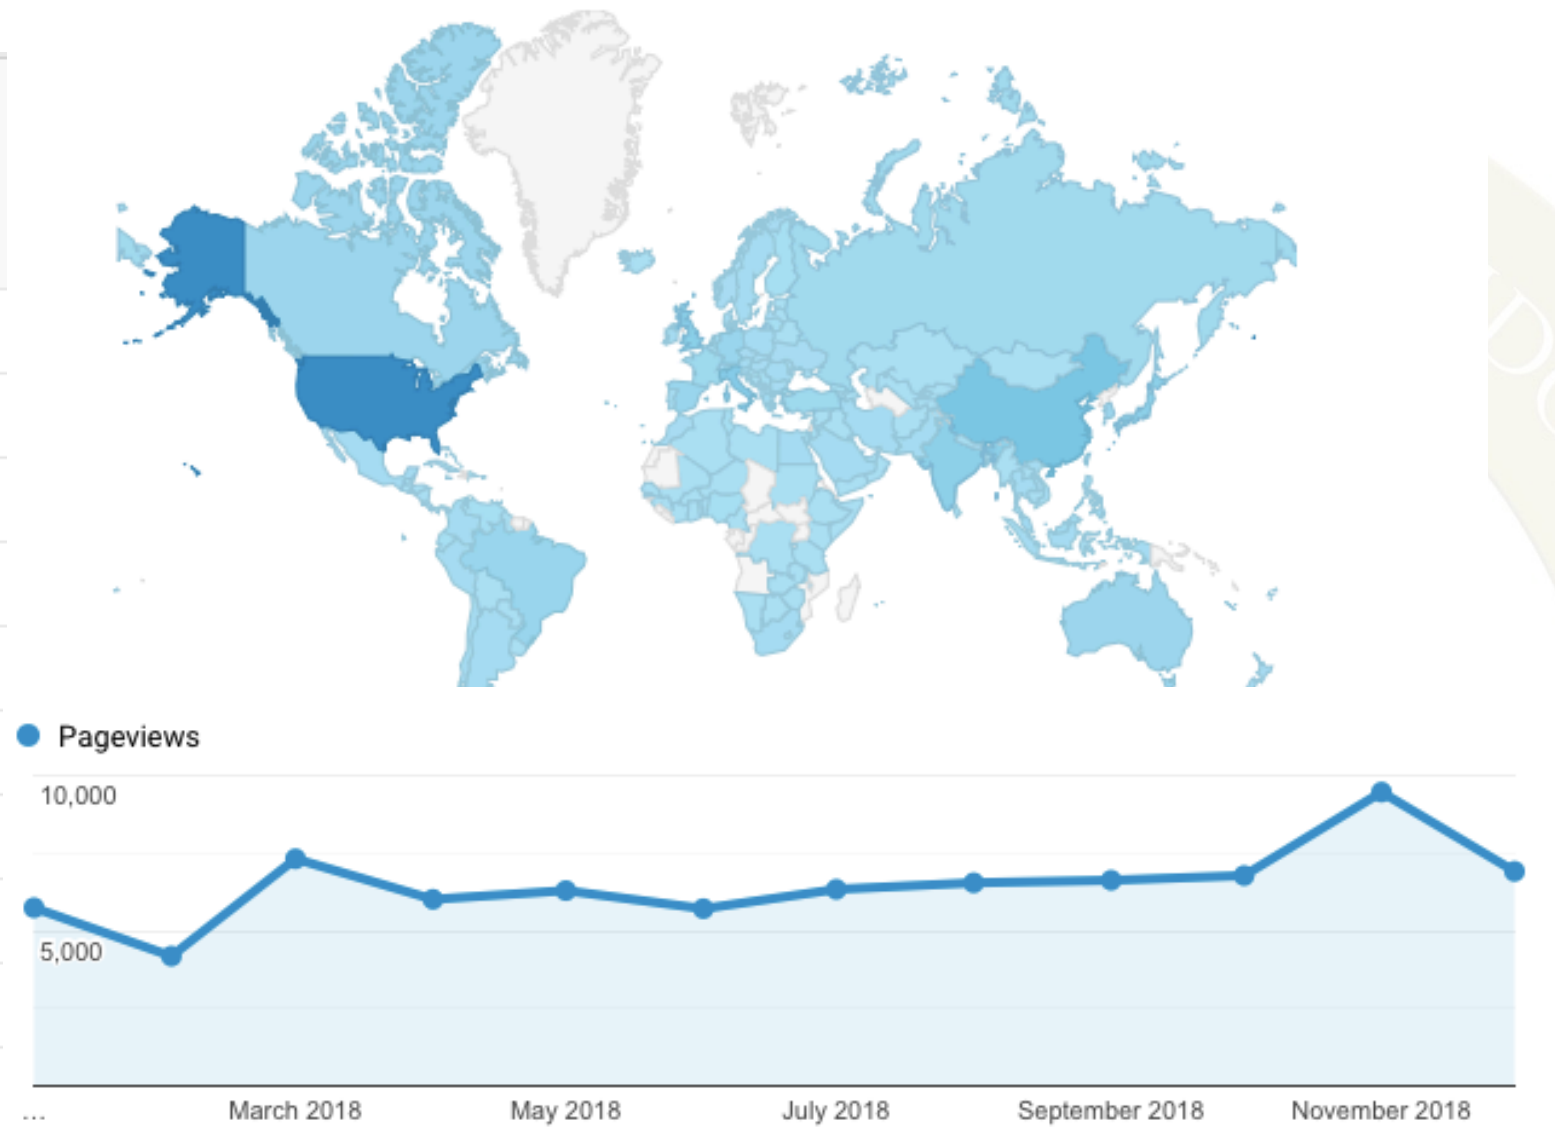 Pageviews
10,000
5,000
...
March 2018
May 2018
July 2018
September 2018
November 2018